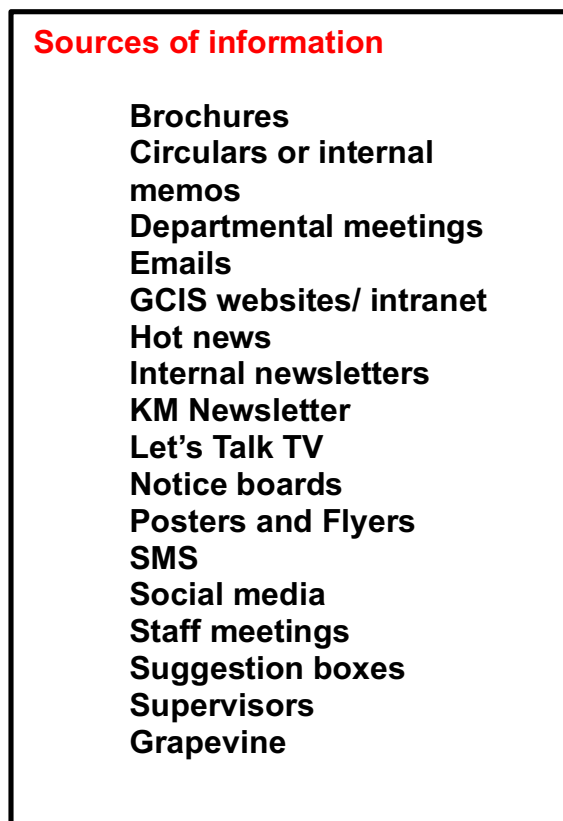 Sources of information
Brochures
Circulars or internal
memos
Departmental meetings
Emails
GCIS websites/ intranet
Hot news
Internal newsletters
KM Newsletter
Let’s Talk TV
Notice boards
Posters and Flyers
SMS
Social media
Staff meetings
Suggestion boxes
Supervisors
Grapevine